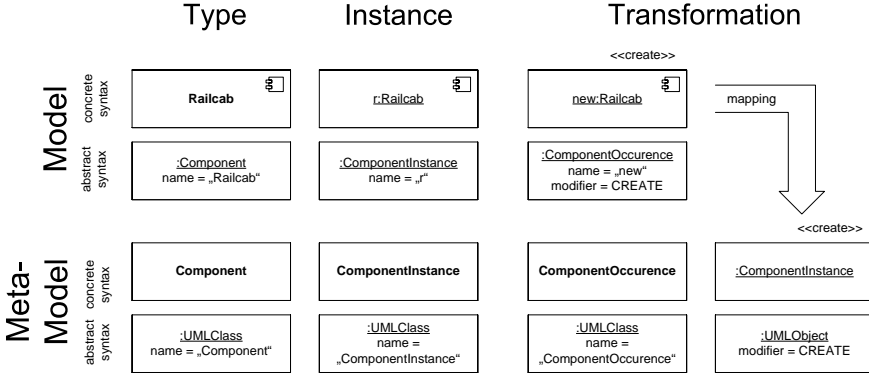 Type Instance Transformation
<<create>>
Model
concrete
syntax
Railcab
r:Railcab
new:Railcab
mapping
abstract
syntax
:Component
name = „Railcab“
:ComponentInstance
name = „r“
:ComponentOccurence
name = „new“
modifier = CREATE
<<create>>
Meta-
Model
concrete
syntax
Component
ComponentInstance
ComponentOccurence
:ComponentInstance
abstract
syntax
:UMLClass
name = „Component“
:UMLClass
name =
„ComponentInstance“
:UMLClass
name =
„ComponentOccurence“
:UMLObject
modifier = CREATE